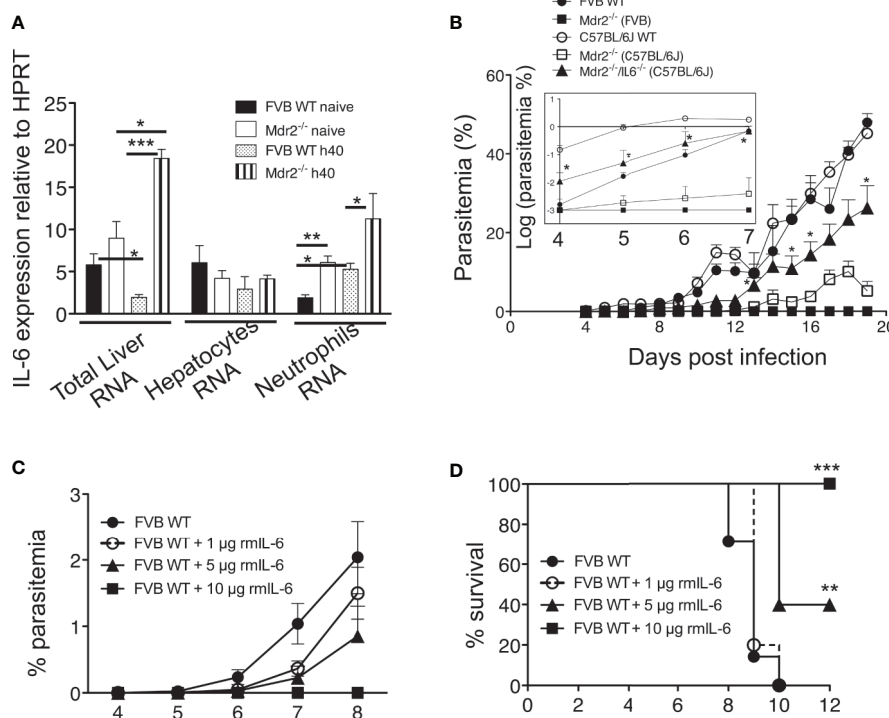 A
IL-6 expression relative to HPRT
25
20
15
10
5
0
FVB WT naive
Mdr2-/- naive
FVB WT h40
Mdr2-/- h40
*
***
*
**
*
*
Total Liver RNA
Hepatocytes RNA
Neutrophils RNA
B
FVB WT
Mdr2-/- (FVB)
C57BL/6J WT
Mdr2-/- (C57BL/6J)
Mdr2-/-/IL6-/- (C57BL/6J)
Parasitemia (%)
60
40
20
0
Log (parasitemia %)
1
0
-1
-2
-3
4 5 6 7
*
*
*
*
*
*
*
*
0 4 8 12 16 20
Days post infection
C
% parasitemia
3
2
1
0
FVB WT
FVB WT + 1 µg rmIL-6
FVB WT + 5 µg rmIL-6
FVB WT + 10 µg rmIL-6
4 5 6 7 8
D
% survival
100
80
60
40
20
0
***
**
FVB WT
FVB WT + 1 µg rmIL-6
FVB WT + 5 µg rmIL-6
FVB WT + 10 µg rmIL-6
0 2 4 6 8 10 12